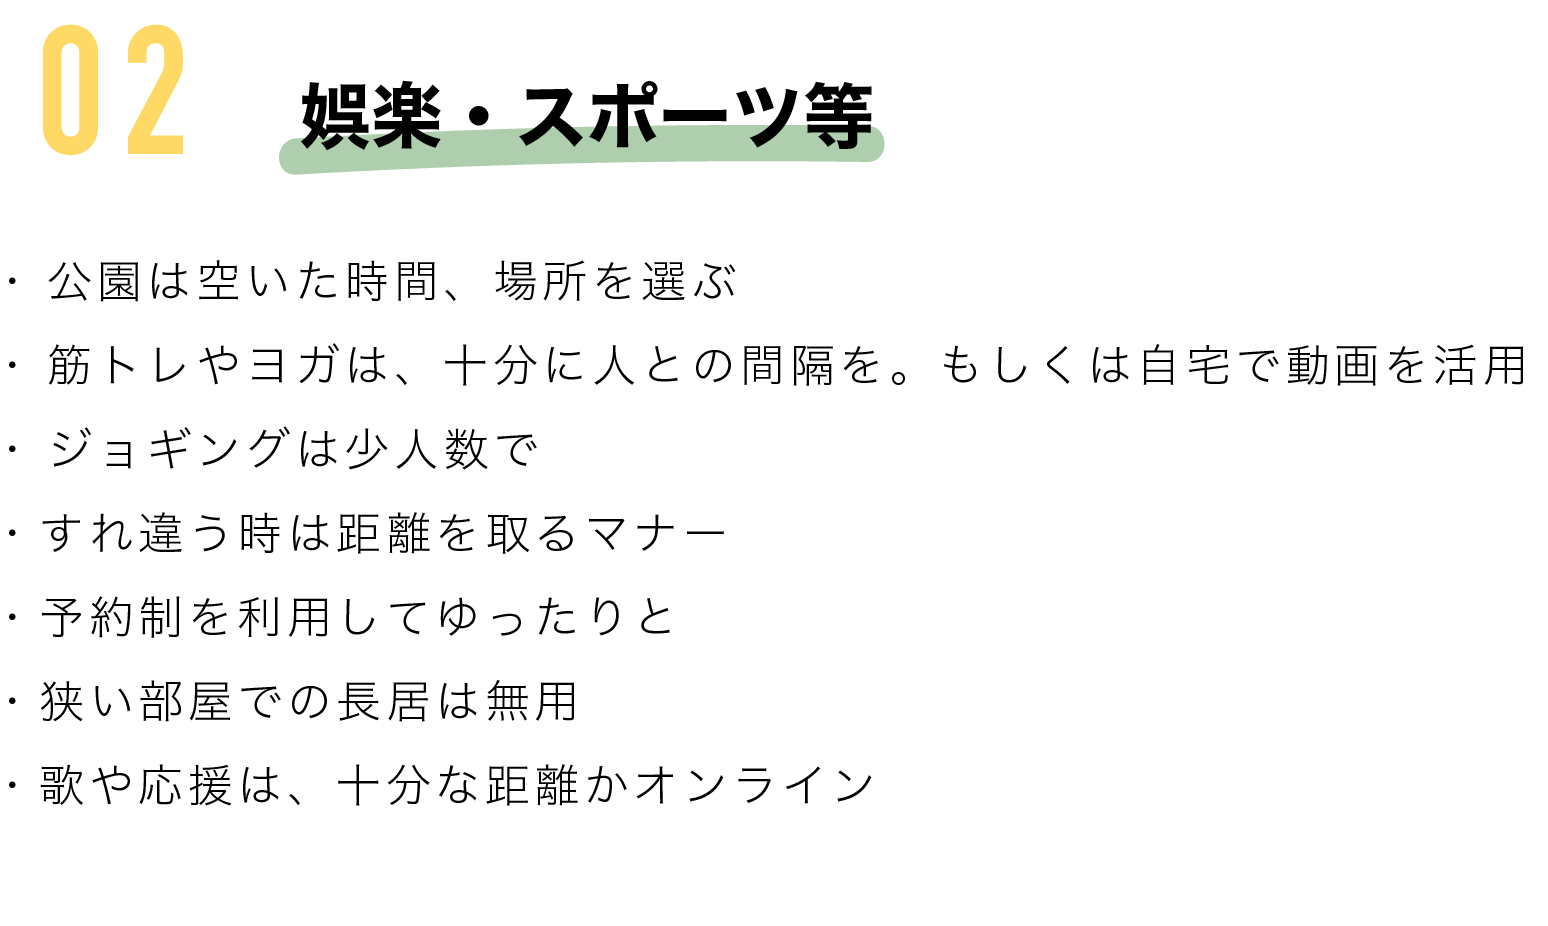 02
娯楽・スポーツ等
・公園は空いた時間、場所を選ぶ
・筋トレやヨガは、十分に人との間隔を。もしくは自宅で動画を活用
・ジョギングは少人数で
・すれ違う時は距離を取るマナー
・予約制を利用してゆったりと
・狭い部屋での長居は無用
・歌や応援は、十分な距離かオンライン